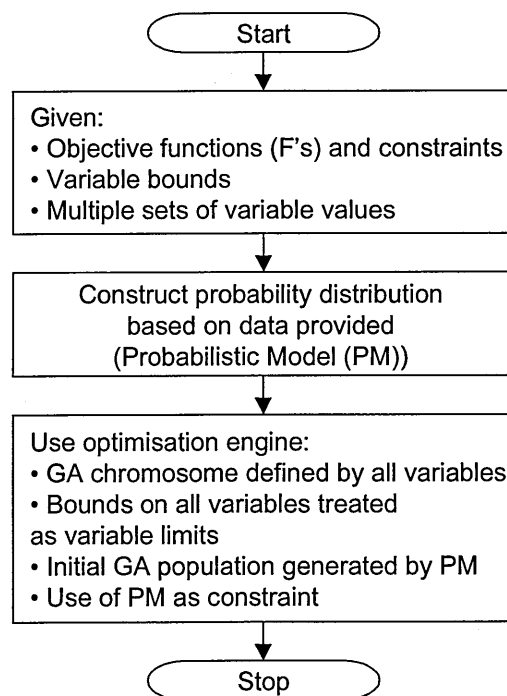 Start
Given:
• Objective functions (F's) and constraints
• Variable bounds
• Multiple sets of variable values
Construct probability distribution
based on data provided
(Probabilistic Model (PM))
Use optimisation engine:
• GA chromosome defined by all variables
• Bounds on all variables treated
as variable limits
• Initial GA population generated by PM
• Use of PM as constraint
Stop